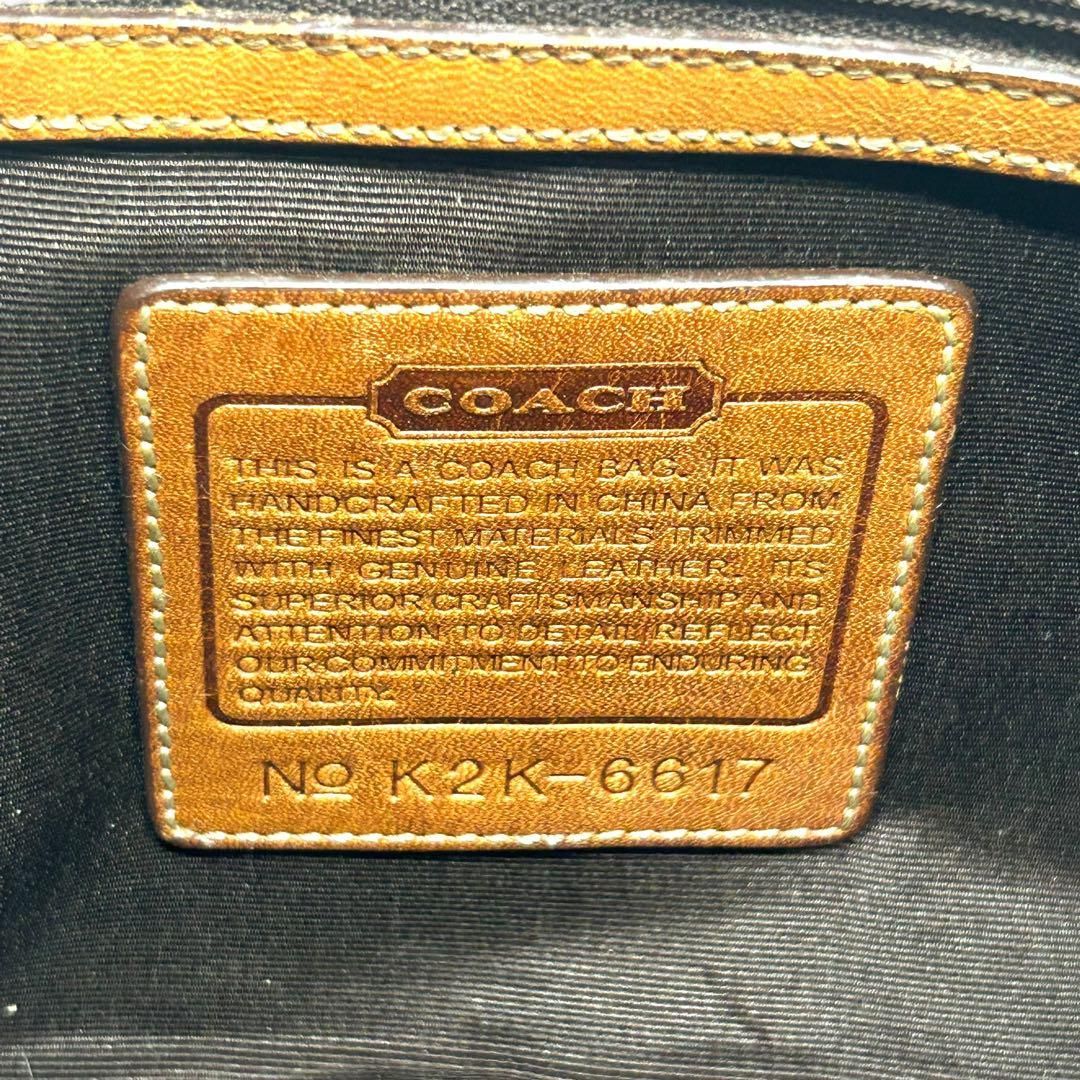 COACH
THIS IS A COACH BAG. IT WAS
HANDCRAFTED IN CHINA FROM
THE FINEST MATERIALS TRIMMED
WITH GENUINE LEATHER. ITS
SUPERIOR CRAFTSMANSHIP AND
ATTENTION TO DETAIL REFLECT
OUR COMMITMENT TO ENDURING
QUALITY.
Nº K2K-6617